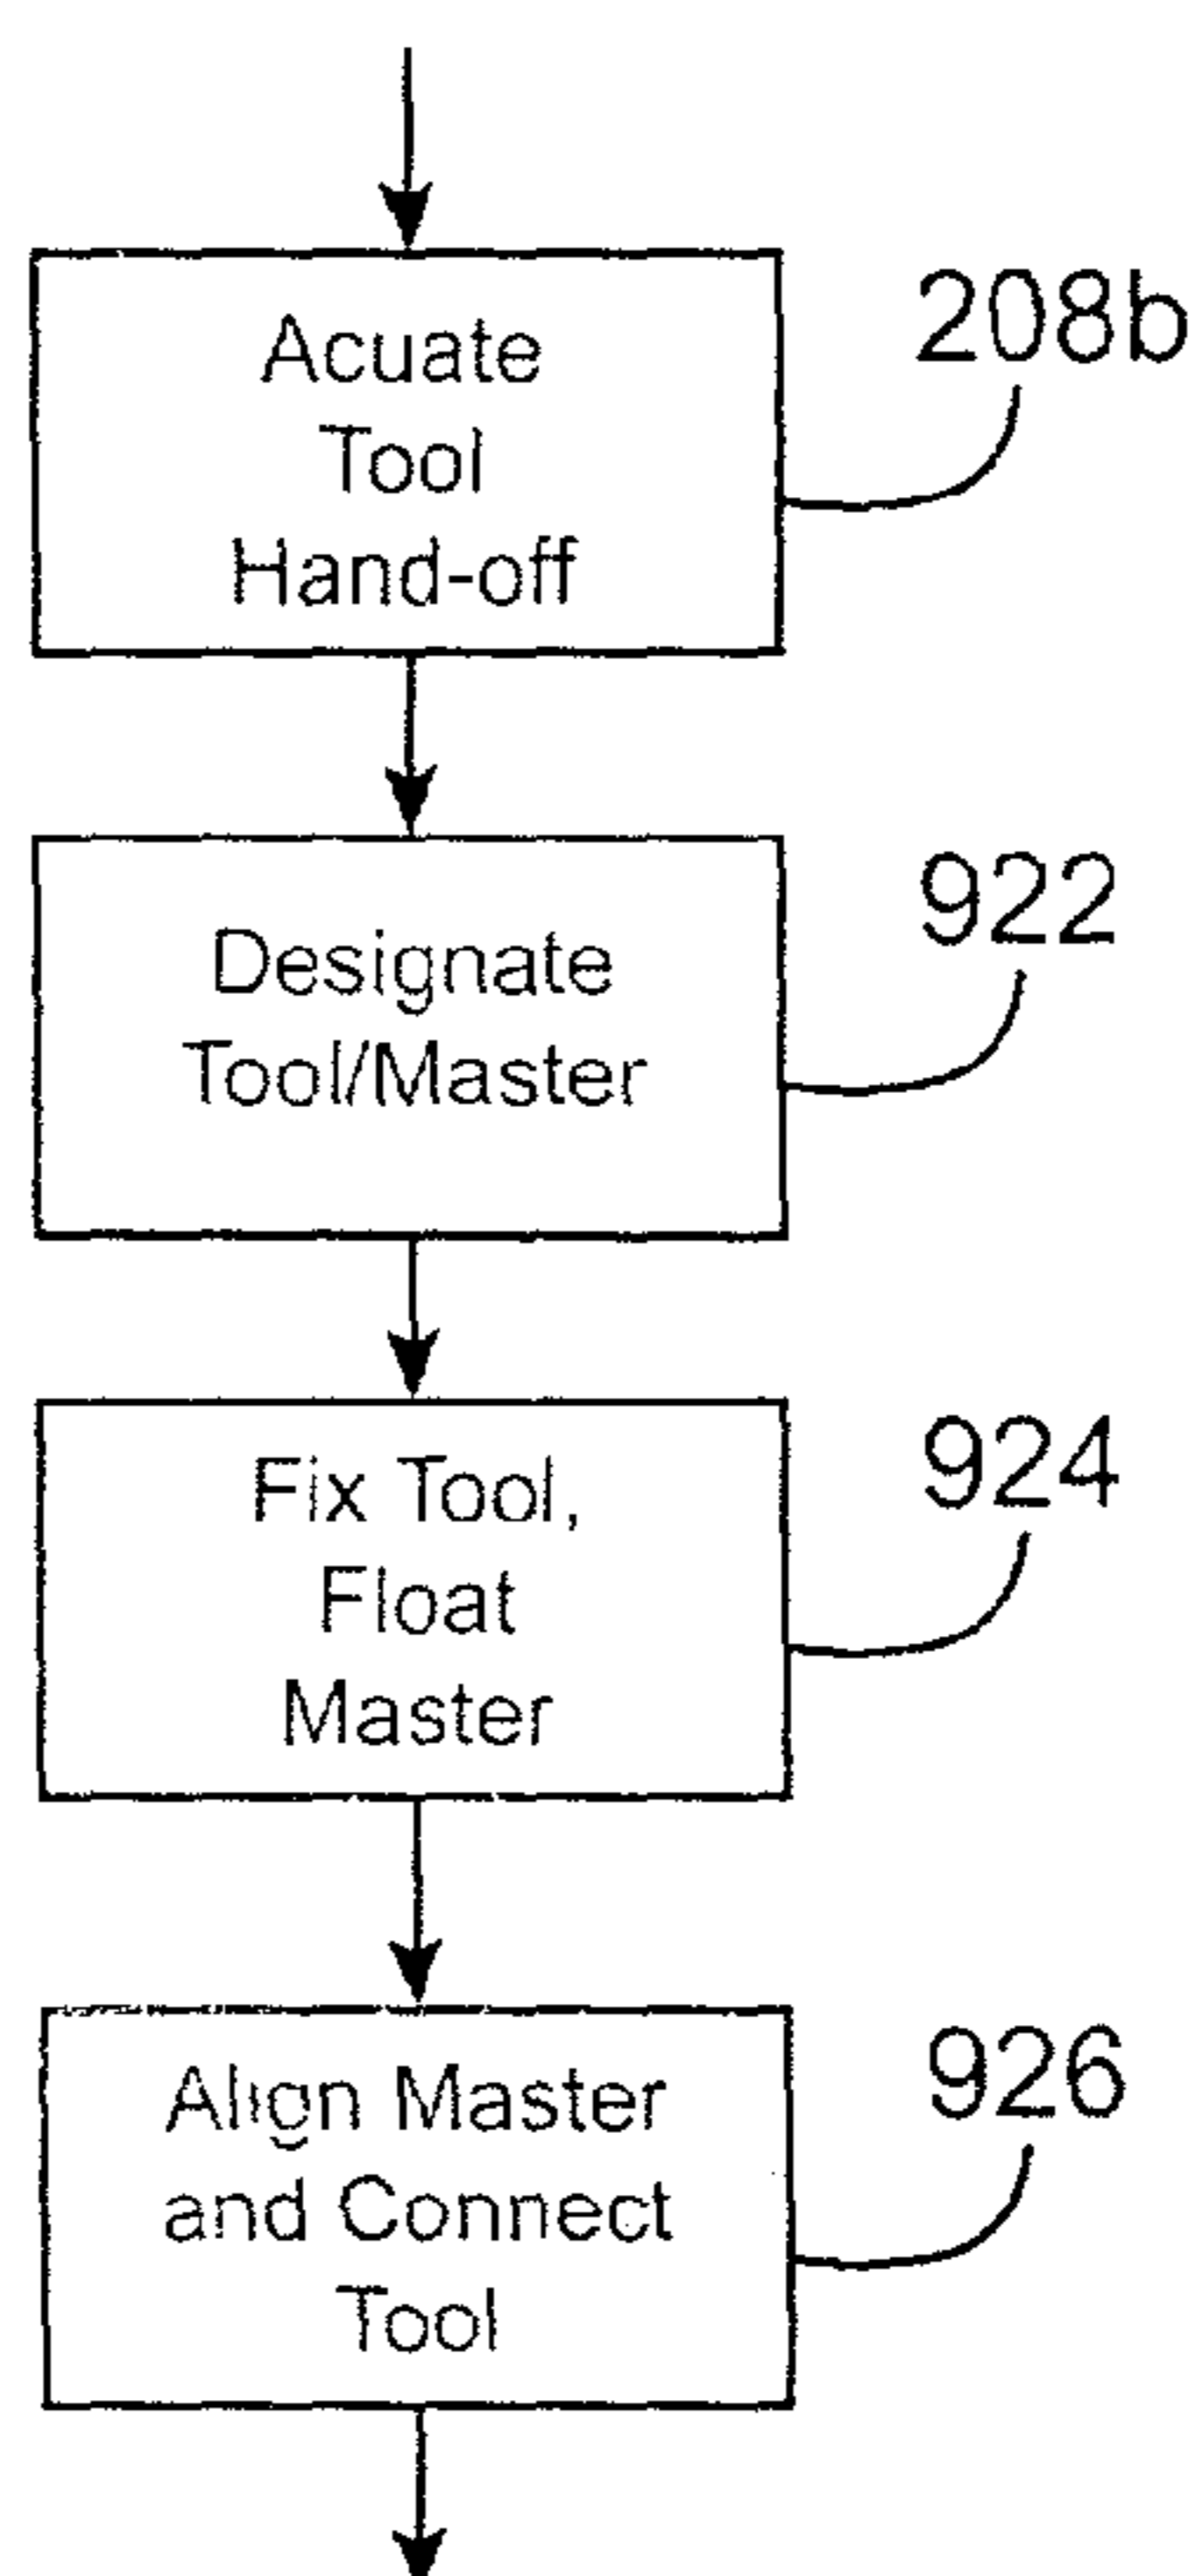 Acuate
Tool
Hand-off
208b
Designate
Tool/Master
922
Fix Tool,
Float
Master
924
Align Master
and Connect
Tool
926